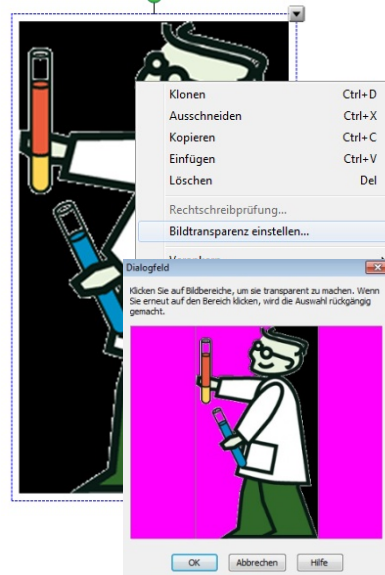 Klonen Ctrl+D
Ausschneiden Ctrl+X
Kopieren Ctrl+C
Einfügen Ctrl+V
Löschen Del
Rechtschreibprüfung...
Bildtransparenz einstellen...
Dialogfeld
Klicken Sie auf Bildbereiche, um sie transparent zu machen. Wenn
Sie erneut auf den Bereich klicken, wird die Auswahl rückgängig
gemacht.
OK Abbrechen Hilfe